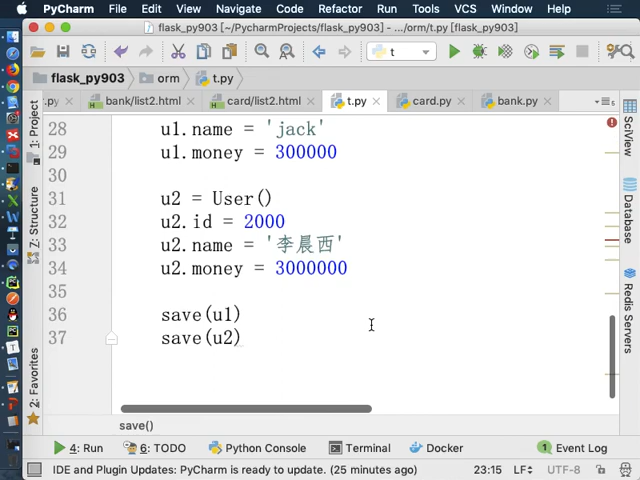 PyCharm File Edit View Navigate Code Refactor Run Tools VCS Window Help
flask_py903 [~/PycharmProjects/flask_py903] - .../orm/t.py [flask_py903]
t
flask_py903 orm t.py
.py bank/list2.html card/list2.html t.py card.py bank.py
28 u1.name = 'jack'
29 u1.money = 300000
30
31 u2 = User()
32 u2.id = 2000
33 u2.name = '李晨西'
34 u2.money = 3000000
35
36 save(u1)
37 save(u2)
save()
1: Project
7: Structure
2: Favorites
SciView
Database
Redis Servers
4: Run 6: TODO Python Console Terminal Docker 1 Event Log
IDE and Plugin Updates: PyCharm is ready to update. (25 minutes ago) 23:15 LF UTF-8